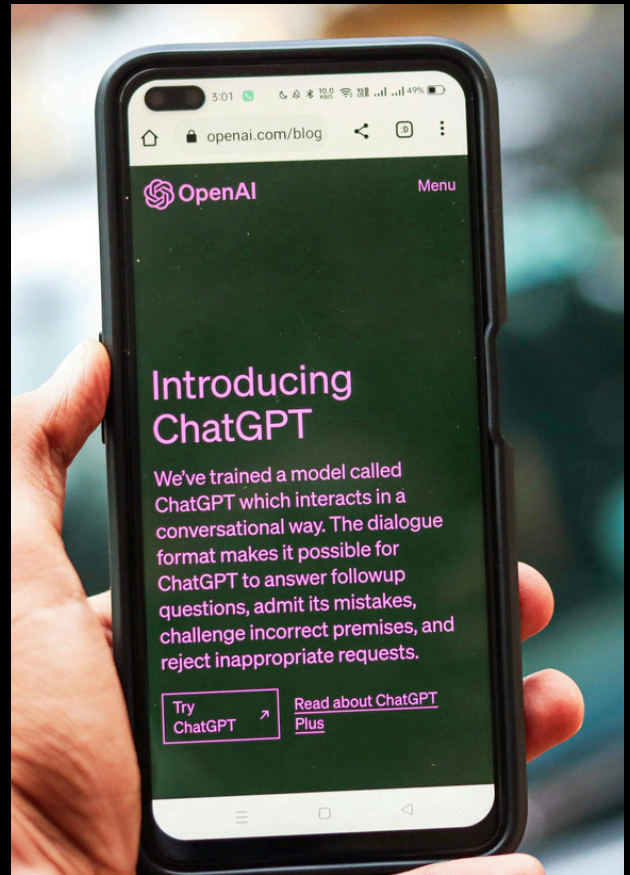 3:01 49%
openai.com/blog
OpenAI
Menu
Introducing
ChatGPT
We've trained a model called
ChatGPT which interacts in a
conversational way. The dialogue
format makes it possible for
ChatGPT to answer followup
questions, admit its mistakes,
challenge incorrect premises, and
reject inappropriate requests.
Try
ChatGPT
Read about ChatGPT
Plus